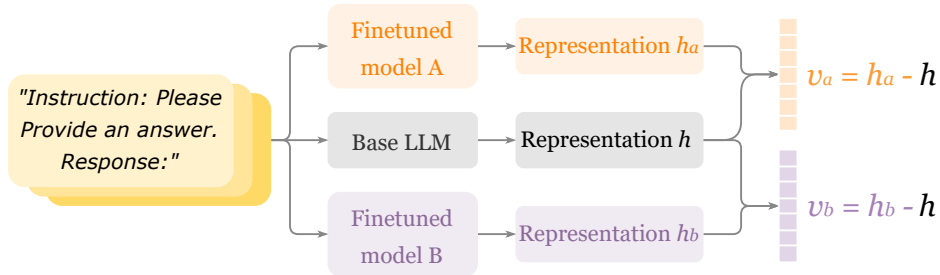 "Instruction: Please
Provide an answer.
Response:"
Finetuned
model A
Representation ha
va = ha - h
Base LLM
Representation h
Finetuned
model B
Representation hb
vb = hb - h